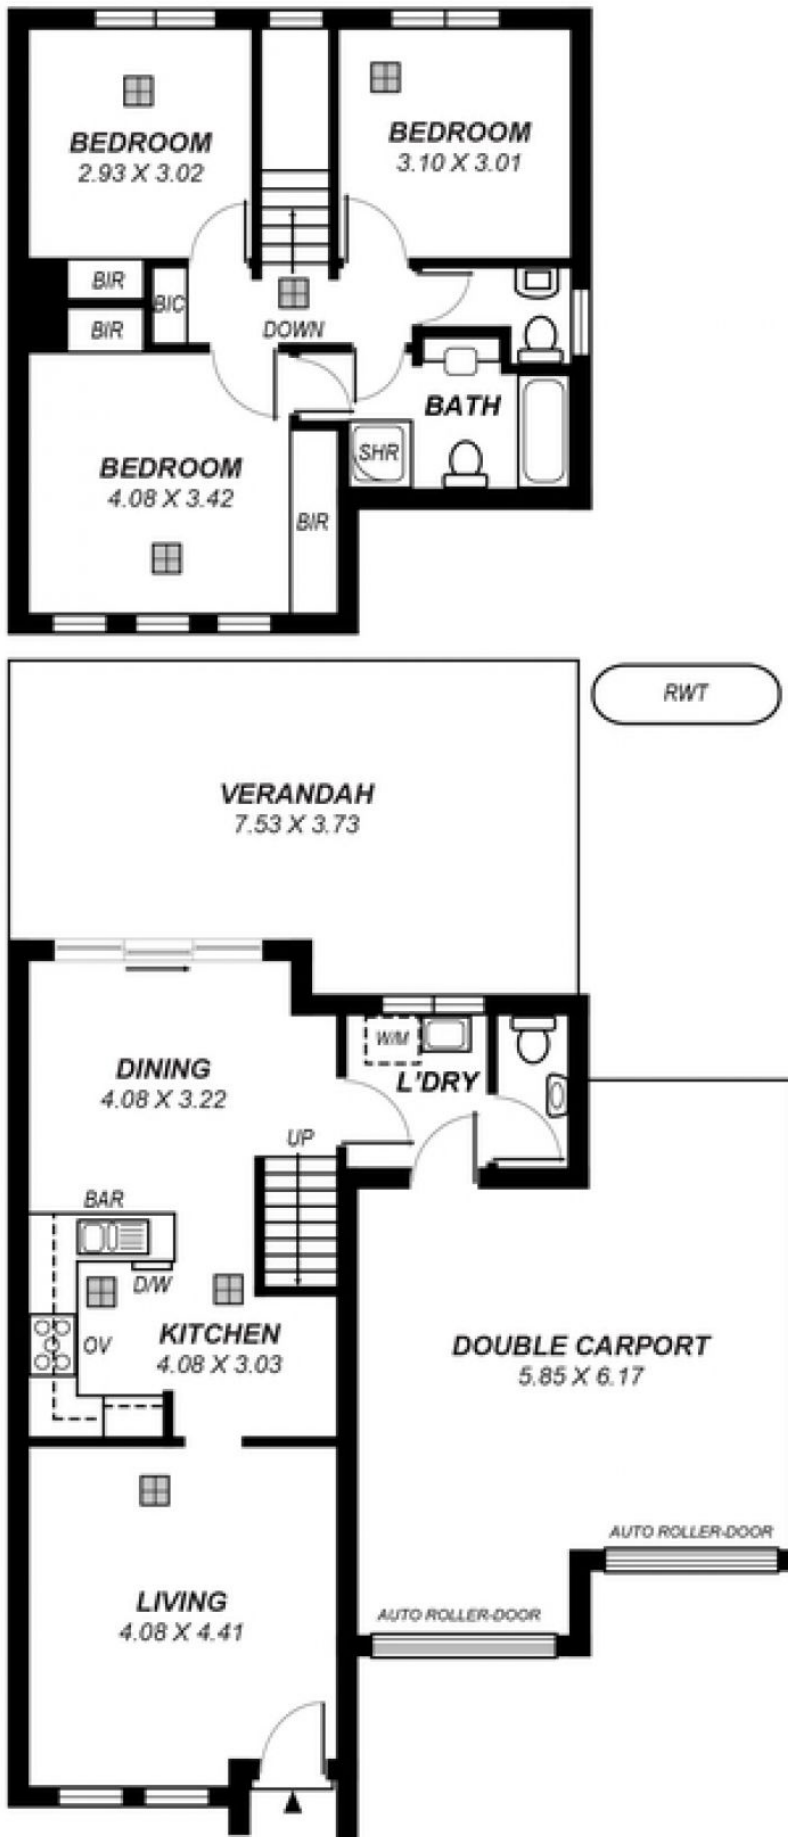 BEDROOM
2.93 X 3.02
BEDROOM
3.10 X 3.01
BIR
BIC
BIR
DOWN
BATH
BEDROOM
4.08 X 3.42
SHR
BIR
RWT
VERANDAH
7.53 X 3.73
W/M
L'DRY
DINING
4.08 X 3.22
UP
BAR
D/W
OV
KITCHEN
4.08 X 3.03
DOUBLE CARPORT
5.85 X 6.17
AUTO ROLLER-DOOR
LIVING
4.08 X 4.41
AUTO ROLLER-DOOR